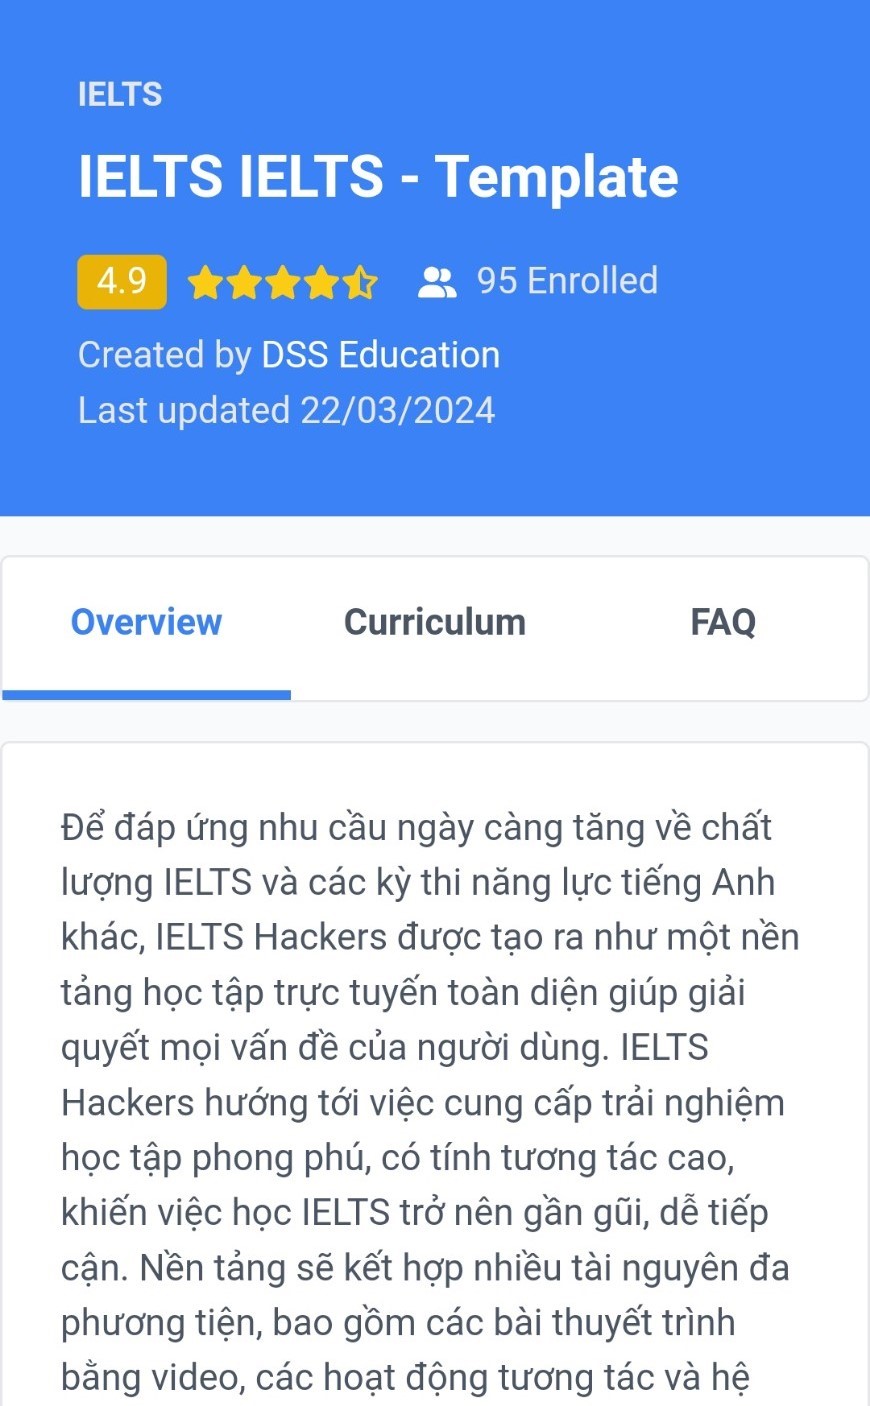 IELTS
IELTS IELTS - Template
4.9 95 Enrolled
Created by DSS Education
Last updated 22/03/2024
Overview Curriculum FAQ
Để đáp ứng nhu cầu ngày càng tăng về chất
lượng IELTS và các kỳ thi năng lực tiếng Anh
khác, IELTS Hackers được tạo ra như một nền
tảng học tập trực tuyến toàn diện giúp giải
quyết mọi vấn đề của người dùng. IELTS
Hackers hướng tới việc cung cấp trải nghiệm
học tập phong phú, có tính tương tác cao,
khiến việc học IELTS trở nên gần gũi, dễ tiếp
cận. Nền tảng sẽ kết hợp nhiều tài nguyên đa
phương tiện, bao gồm các bài thuyết trình
bằng video, các hoạt động tương tác và hệ